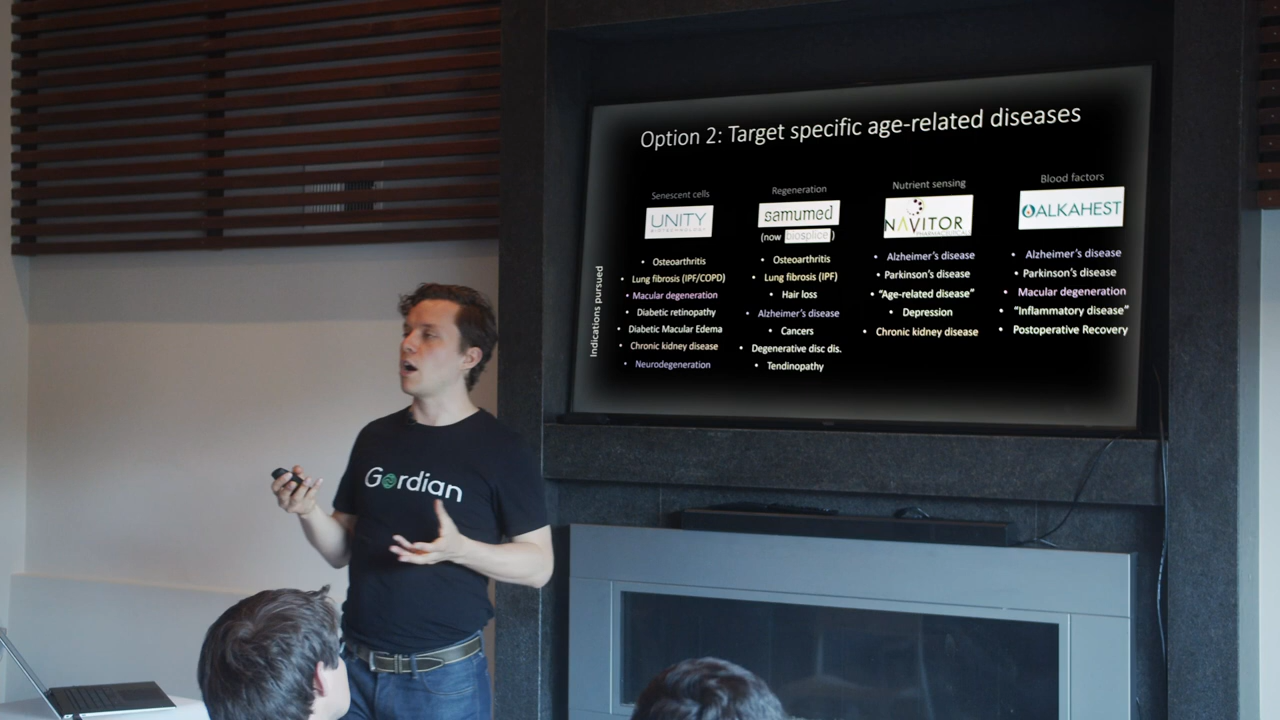 Option 2: Target specific age-related diseases
Senescent cells
UNITY
BIOTECHNOLOGY
• Osteoarthritis
• Lung fibrosis (IPF/COPD)
• Macular degeneration
• Diabetic retinopathy
• Diabetic Macular Edema
• Chronic kidney disease
• Neurodegeneration
Regeneration
samumed
(now biosplice)
• Osteoarthritis
• Lung fibrosis (IPF)
• Hair loss
• Alzheimer's disease
• Cancers
• Degenerative disc dis.
• Tendinopathy
Nutrient sensing
NAVITOR
PHARMACEUTICALS
• Alzheimer's disease
• Parkinson's disease
• "Age-related disease"
• Depression
• Chronic kidney disease
Blood factors
ALKAHEST
• Alzheimer's disease
• Parkinson's disease
• Macular degeneration
• "Inflammatory disease"
• Postoperative Recovery
Indications pursued
Gordian